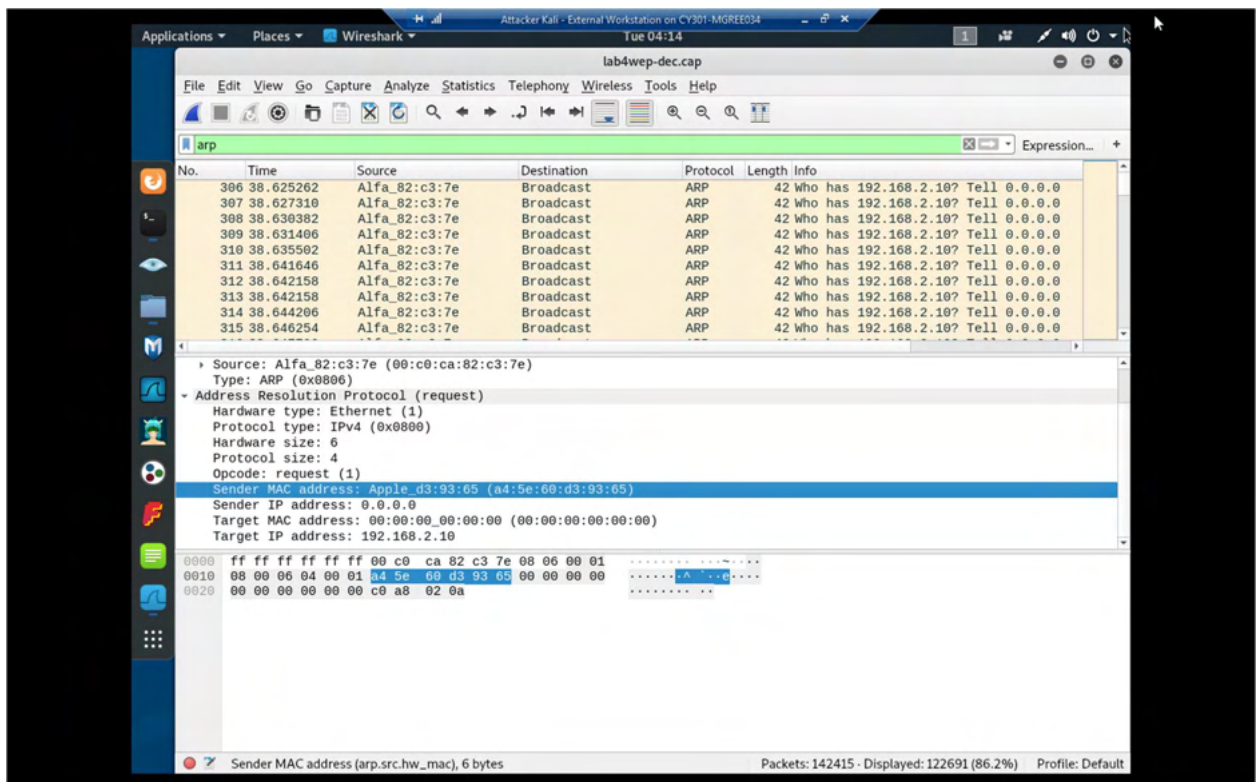 Attacker Kali - External Workstation on CY301-MGREE034
Applications Places Wireshark Tue 04:14 1
lab4wep-dec.cap
File Edit View Go Capture Analyze Statistics Telephony Wireless Tools Help
arp Expression... +
No. Time Source Destination Protocol Length Info
306 38.625262 Alfa_82:c3:7e Broadcast ARP 42 Who has 192.168.2.10? Tell 0.0.0.0
307 38.627310 Alfa_82:c3:7e Broadcast ARP 42 Who has 192.168.2.10? Tell 0.0.0.0
308 38.630382 Alfa_82:c3:7e Broadcast ARP 42 Who has 192.168.2.10? Tell 0.0.0.0
309 38.631406 Alfa_82:c3:7e Broadcast ARP 42 Who has 192.168.2.10? Tell 0.0.0.0
310 38.635502 Alfa_82:c3:7e Broadcast ARP 42 Who has 192.168.2.10? Tell 0.0.0.0
311 38.641646 Alfa_82:c3:7e Broadcast ARP 42 Who has 192.168.2.10? Tell 0.0.0.0
312 38.642158 Alfa_82:c3:7e Broadcast ARP 42 Who has 192.168.2.10? Tell 0.0.0.0
313 38.642158 Alfa_82:c3:7e Broadcast ARP 42 Who has 192.168.2.10? Tell 0.0.0.0
314 38.644206 Alfa_82:c3:7e Broadcast ARP 42 Who has 192.168.2.10? Tell 0.0.0.0
315 38.646254 Alfa_82:c3:7e Broadcast ARP 42 Who has 192.168.2.10? Tell 0.0.0.0
Source: Alfa_82:c3:7e (00:c0:ca:82:c3:7e)
Type: ARP (0x0806)
Address Resolution Protocol (request)
Hardware type: Ethernet (1)
Protocol type: IPv4 (0x0800)
Hardware size: 6
Protocol size: 4
Opcode: request (1)
Sender MAC address: Apple_d3:93:65 (a4:5e:60:d3:93:65)
Sender IP address: 0.0.0.0
Target MAC address: 00:00:00_00:00:00 (00:00:00:00:00:00)
Target IP address: 192.168.2.10
0000 ff ff ff ff ff ff 00 c0 ca 82 c3 7e 08 06 00 01 ········ ···~····
0010 08 00 06 04 00 01 a4 5e 60 d3 93 65 00 00 00 00 ·······^ `··e····
0020 00 00 00 00 00 00 c0 a8 02 0a ········ ··
Sender MAC address (arp.src.hw_mac), 6 bytes Packets: 142415 · Displayed: 122691 (86.2%) Profile: Default